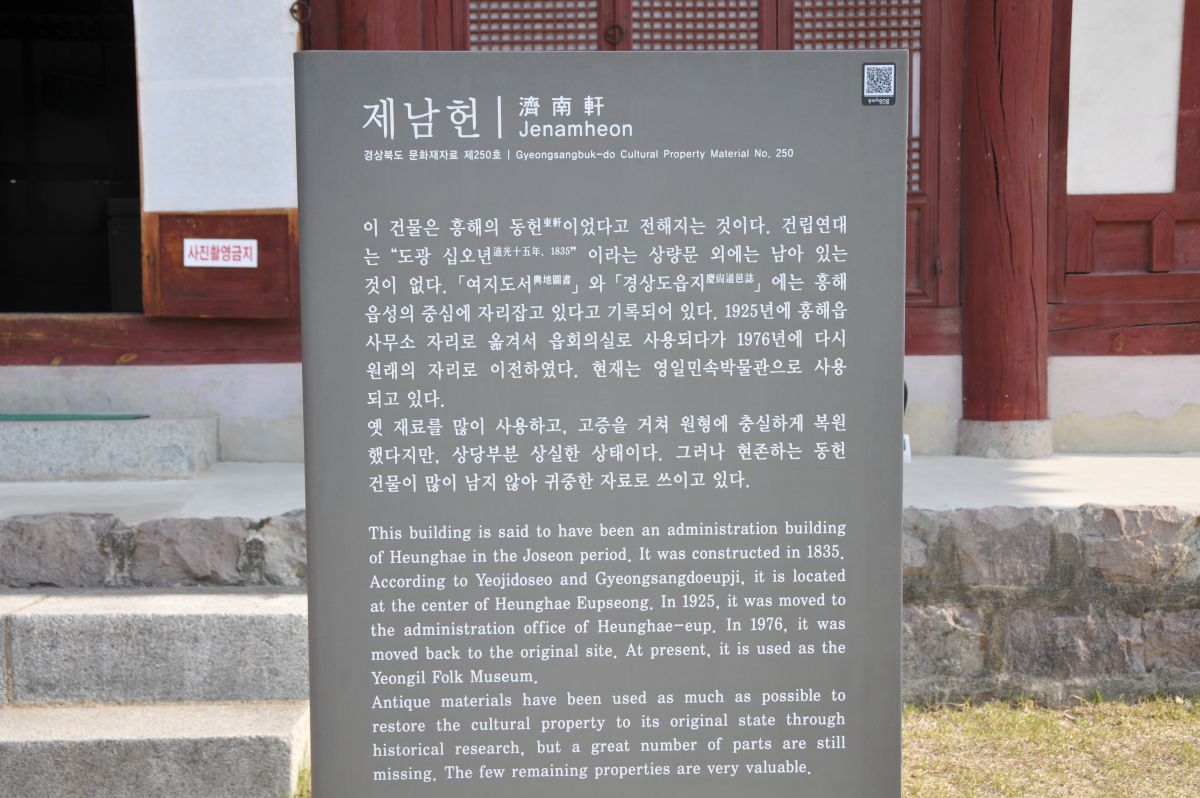 제남헌 | 濟南軒
Jenamheon
경상북도 문화재자료 제250호 | Gyeongsangbuk-do Cultural Property Material No. 250
사진촬영금지
이 건물은 흥해의 동헌東軒이었다고 전해지는 것이다. 건립연대
는 “도광 십오년道光十五年, 1835” 이라는 상량문 외에는 남아 있는
것이 없다. 「여지도서輿地圖書」 와 「경상도읍지慶尙道邑誌」 에는 흥해
읍성의 중심에 자리잡고 있다고 기록되어 있다. 1925년에 흥해읍
사무소 자리로 옮겨서 읍회의실로 사용되다가 1976년에 다시
원래의 자리로 이전하였다. 현재는 영일민속박물관으로 사용
되고 있다.
옛 재료를 많이 사용하고, 고증을 거쳐 원형에 충실하게 복원
했다지만, 상당부분 상실한 상태이다. 그러나 현존하는 동헌
건물이 많이 남지 않아 귀중한 자료로 쓰이고 있다.
This building is said to have been an administration building
of Heunghae in the Joseon period. It was constructed in 1835.
According to Yeojidoseo and Gyeongsangdoeupji, it is located
at the center of Heunghae Eupseong. In 1925, it was moved to
the administration office of Heunghae-eup. In 1976, it was
moved back to the original site. At present, it is used as the
Yeongil Folk Museum.
Antique materials have been used as much as possible to
restore the cultural property to its original state through
historical research, but a great number of parts are still
missing. The few remaining properties are very valuable.